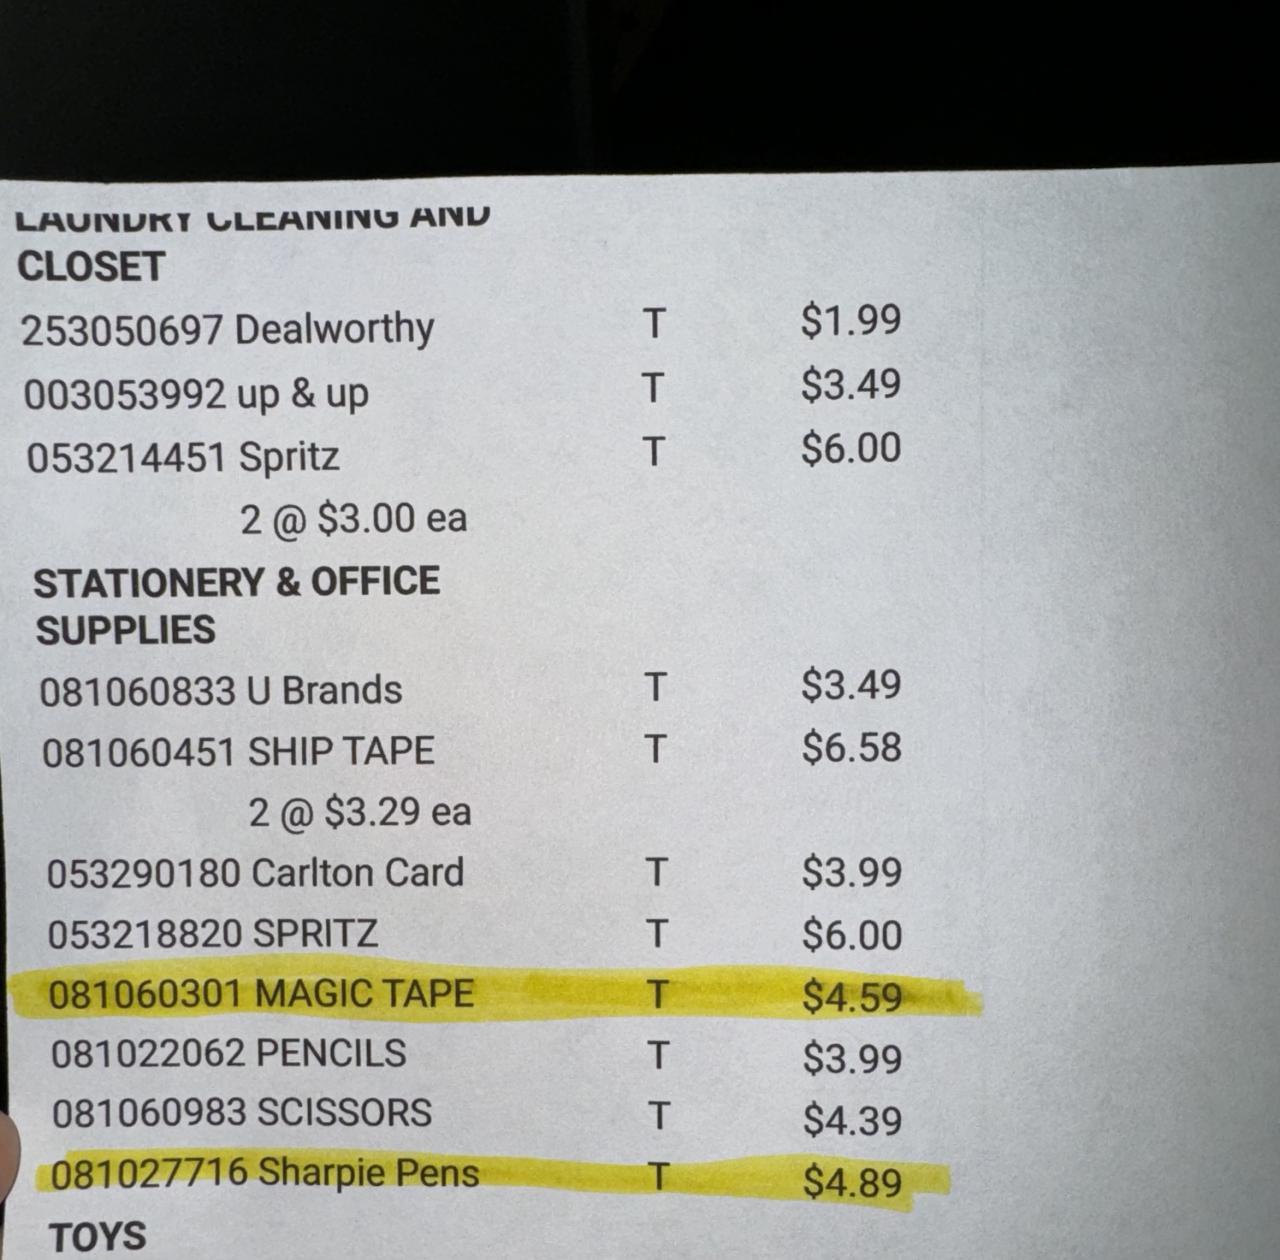 LAUNDRY CLEANING AND
CLOSET
253050697 Dealworthy T $1.99
003053992 up & up T $3.49
053214451 Spritz T $6.00
2 @ $3.00 ea
STATIONERY & OFFICE
SUPPLIES
081060833 U Brands T $3.49
081060451 SHIP TAPE T $6.58
2 @ $3.29 ea
053290180 Carlton Card T $3.99
053218820 SPRITZ T $6.00
081060301 MAGIC TAPE T $4.59
081022062 PENCILS T $3.99
081060983 SCISSORS T $4.39
081027716 Sharpie Pens T $4.89
TOYS